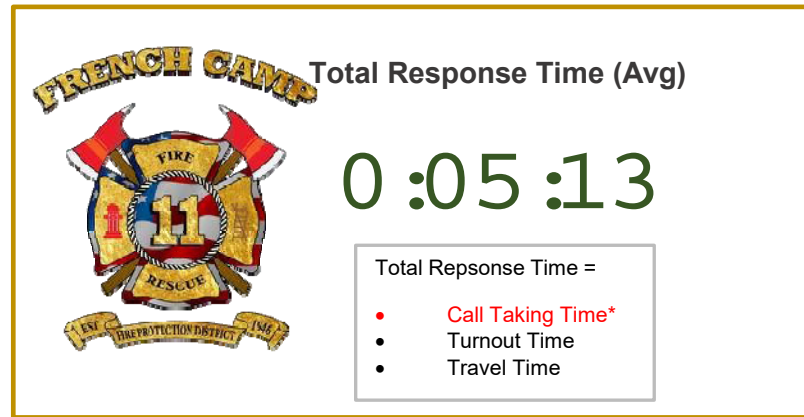 FRENCH CAMP
Total Response Time (Avg)
FIRE
11
RESCUE
EST FIRE PROTECTION DISTRICT 1946
0:05:13
Total Repsonse Time =
• Call Taking Time*
• Turnout Time
• Travel Time